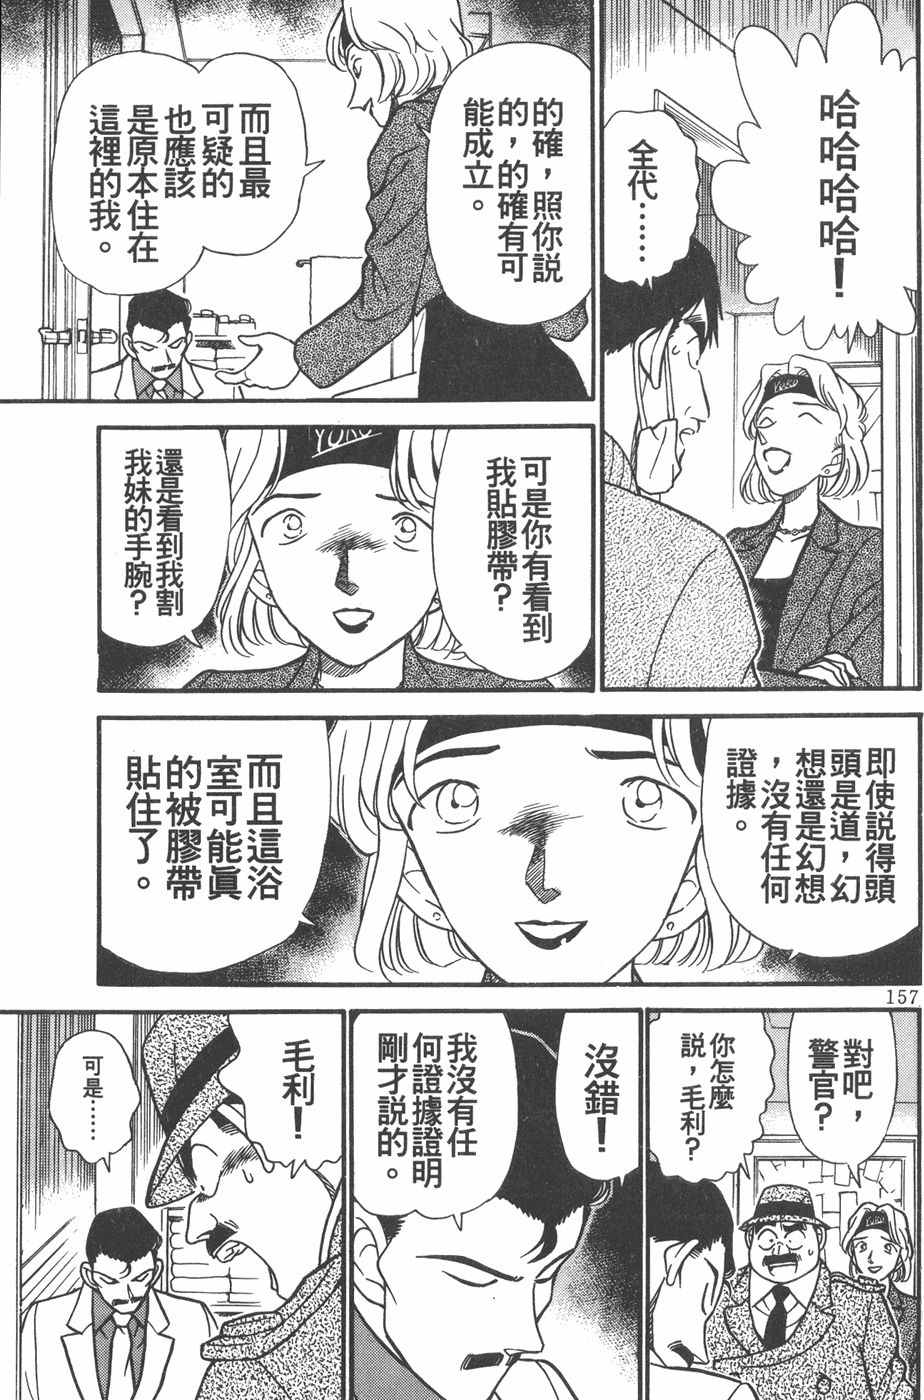 哈哈哈哈！
全代……
YOKO
的確，照你說
的，的確有可
能成立。
而且最
可疑的
也應該
是原本住在
這裡的我。
可是你有看到
我貼膠帶？
YOKO
還是看到我割
我妹的手腕？
即使說得頭
頭是道，幻
想還是幻想
，沒有任何
證據。
而且這浴
室可能眞
的被膠帶
貼住了。
157
對吧，
警官？
你怎麼
說，毛利？
沒錯！
我沒有任
何證據證明
剛才說的。
毛利！
可是……